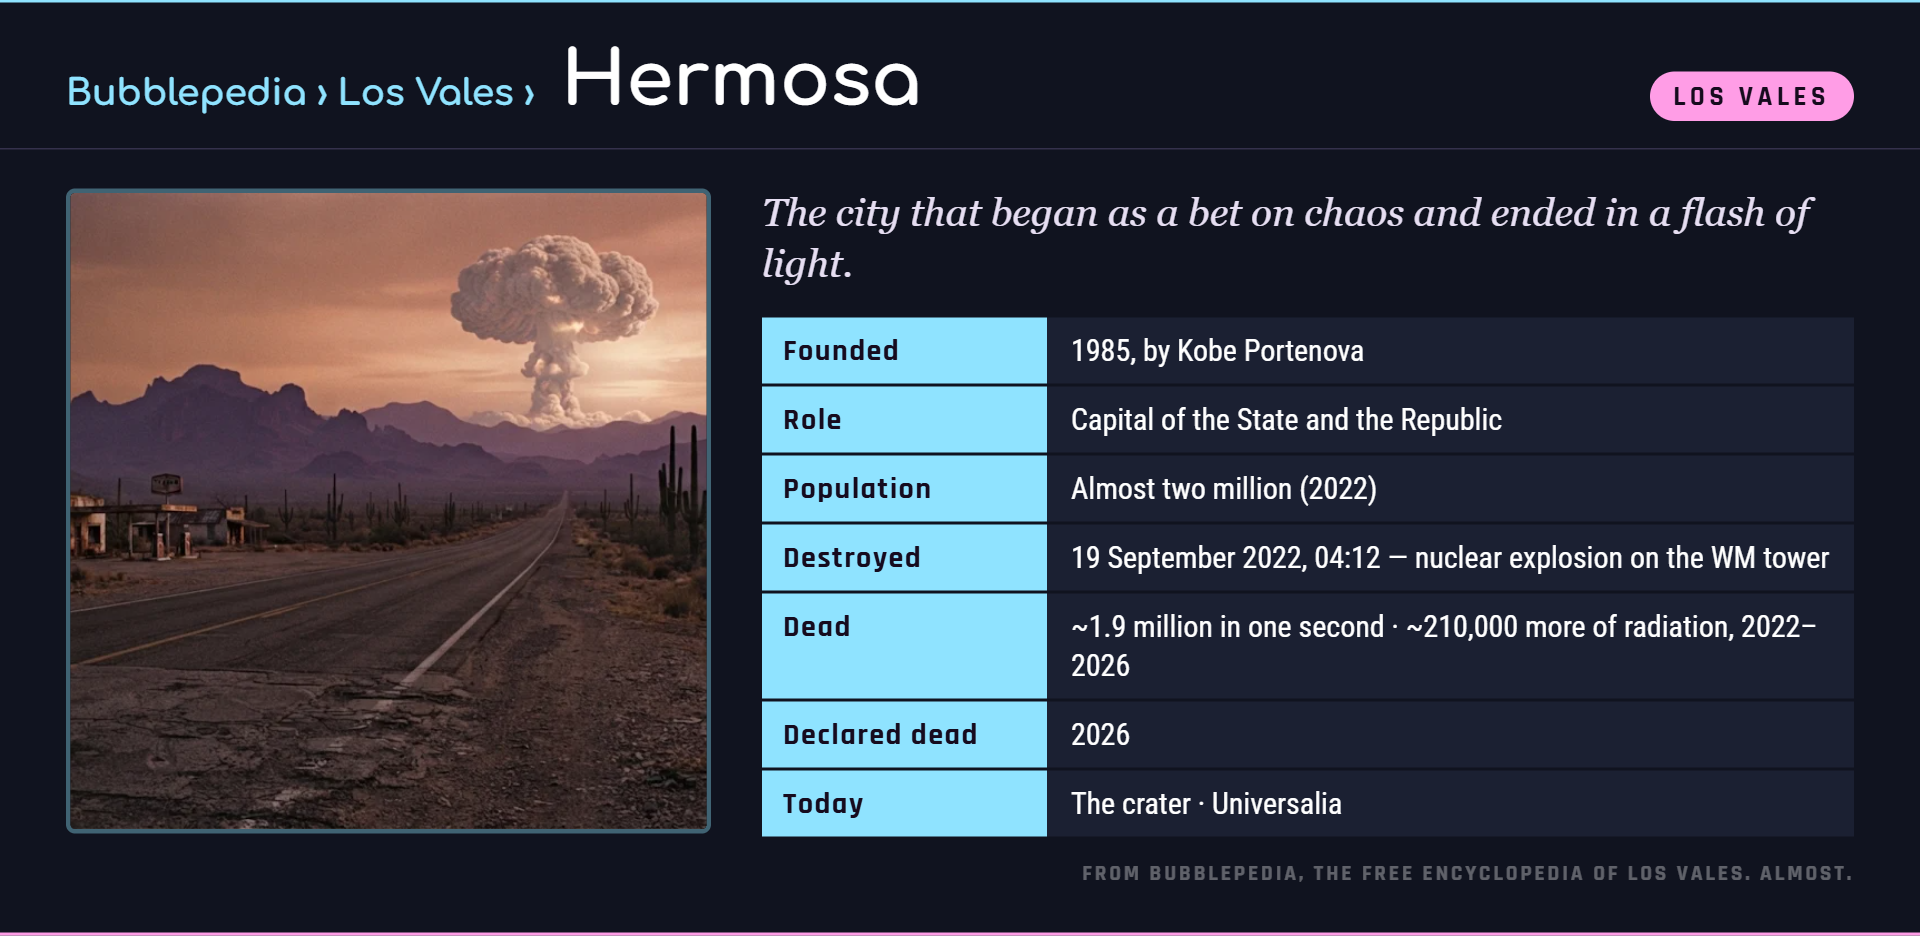 Bubblepedia › Los Vales › Hermosa
LOS VALES
The city that began as a bet on chaos and ended in a flash of
light.
Founded 1985, by Kobe Portenova
Role Capital of the State and the Republic
Population Almost two million (2022)
Destroyed 19 September 2022, 04:12 — nuclear explosion on the WM tower
Dead ~1.9 million in one second · ~210,000 more of radiation, 2022–
2026
Declared dead 2026
Today The crater · Universalia
FROM BUBBLEPEDIA, THE FREE ENCYCLOPEDIA OF LOS VALES. ALMOST.